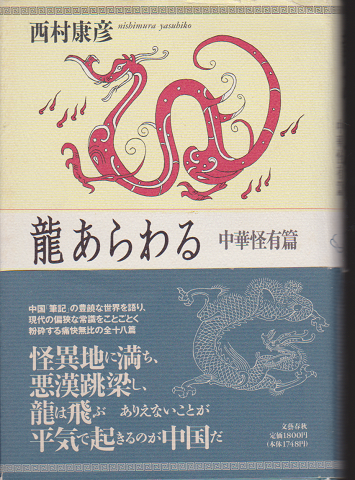 西村康彦
nishimura yasuhiko
龍あらわる
中華怪有篇
中国「筆記」の豊饒な世界を語り、
現代の偏狭な常識をことごとく
粉砕する痛快無比の全十八篇
怪異地に満ち、
悪漢跳梁し、
龍は飛ぶ　ありえないことが
平気で起きるのが中国だ
文藝春秋
定価1800円
(本体1748円)